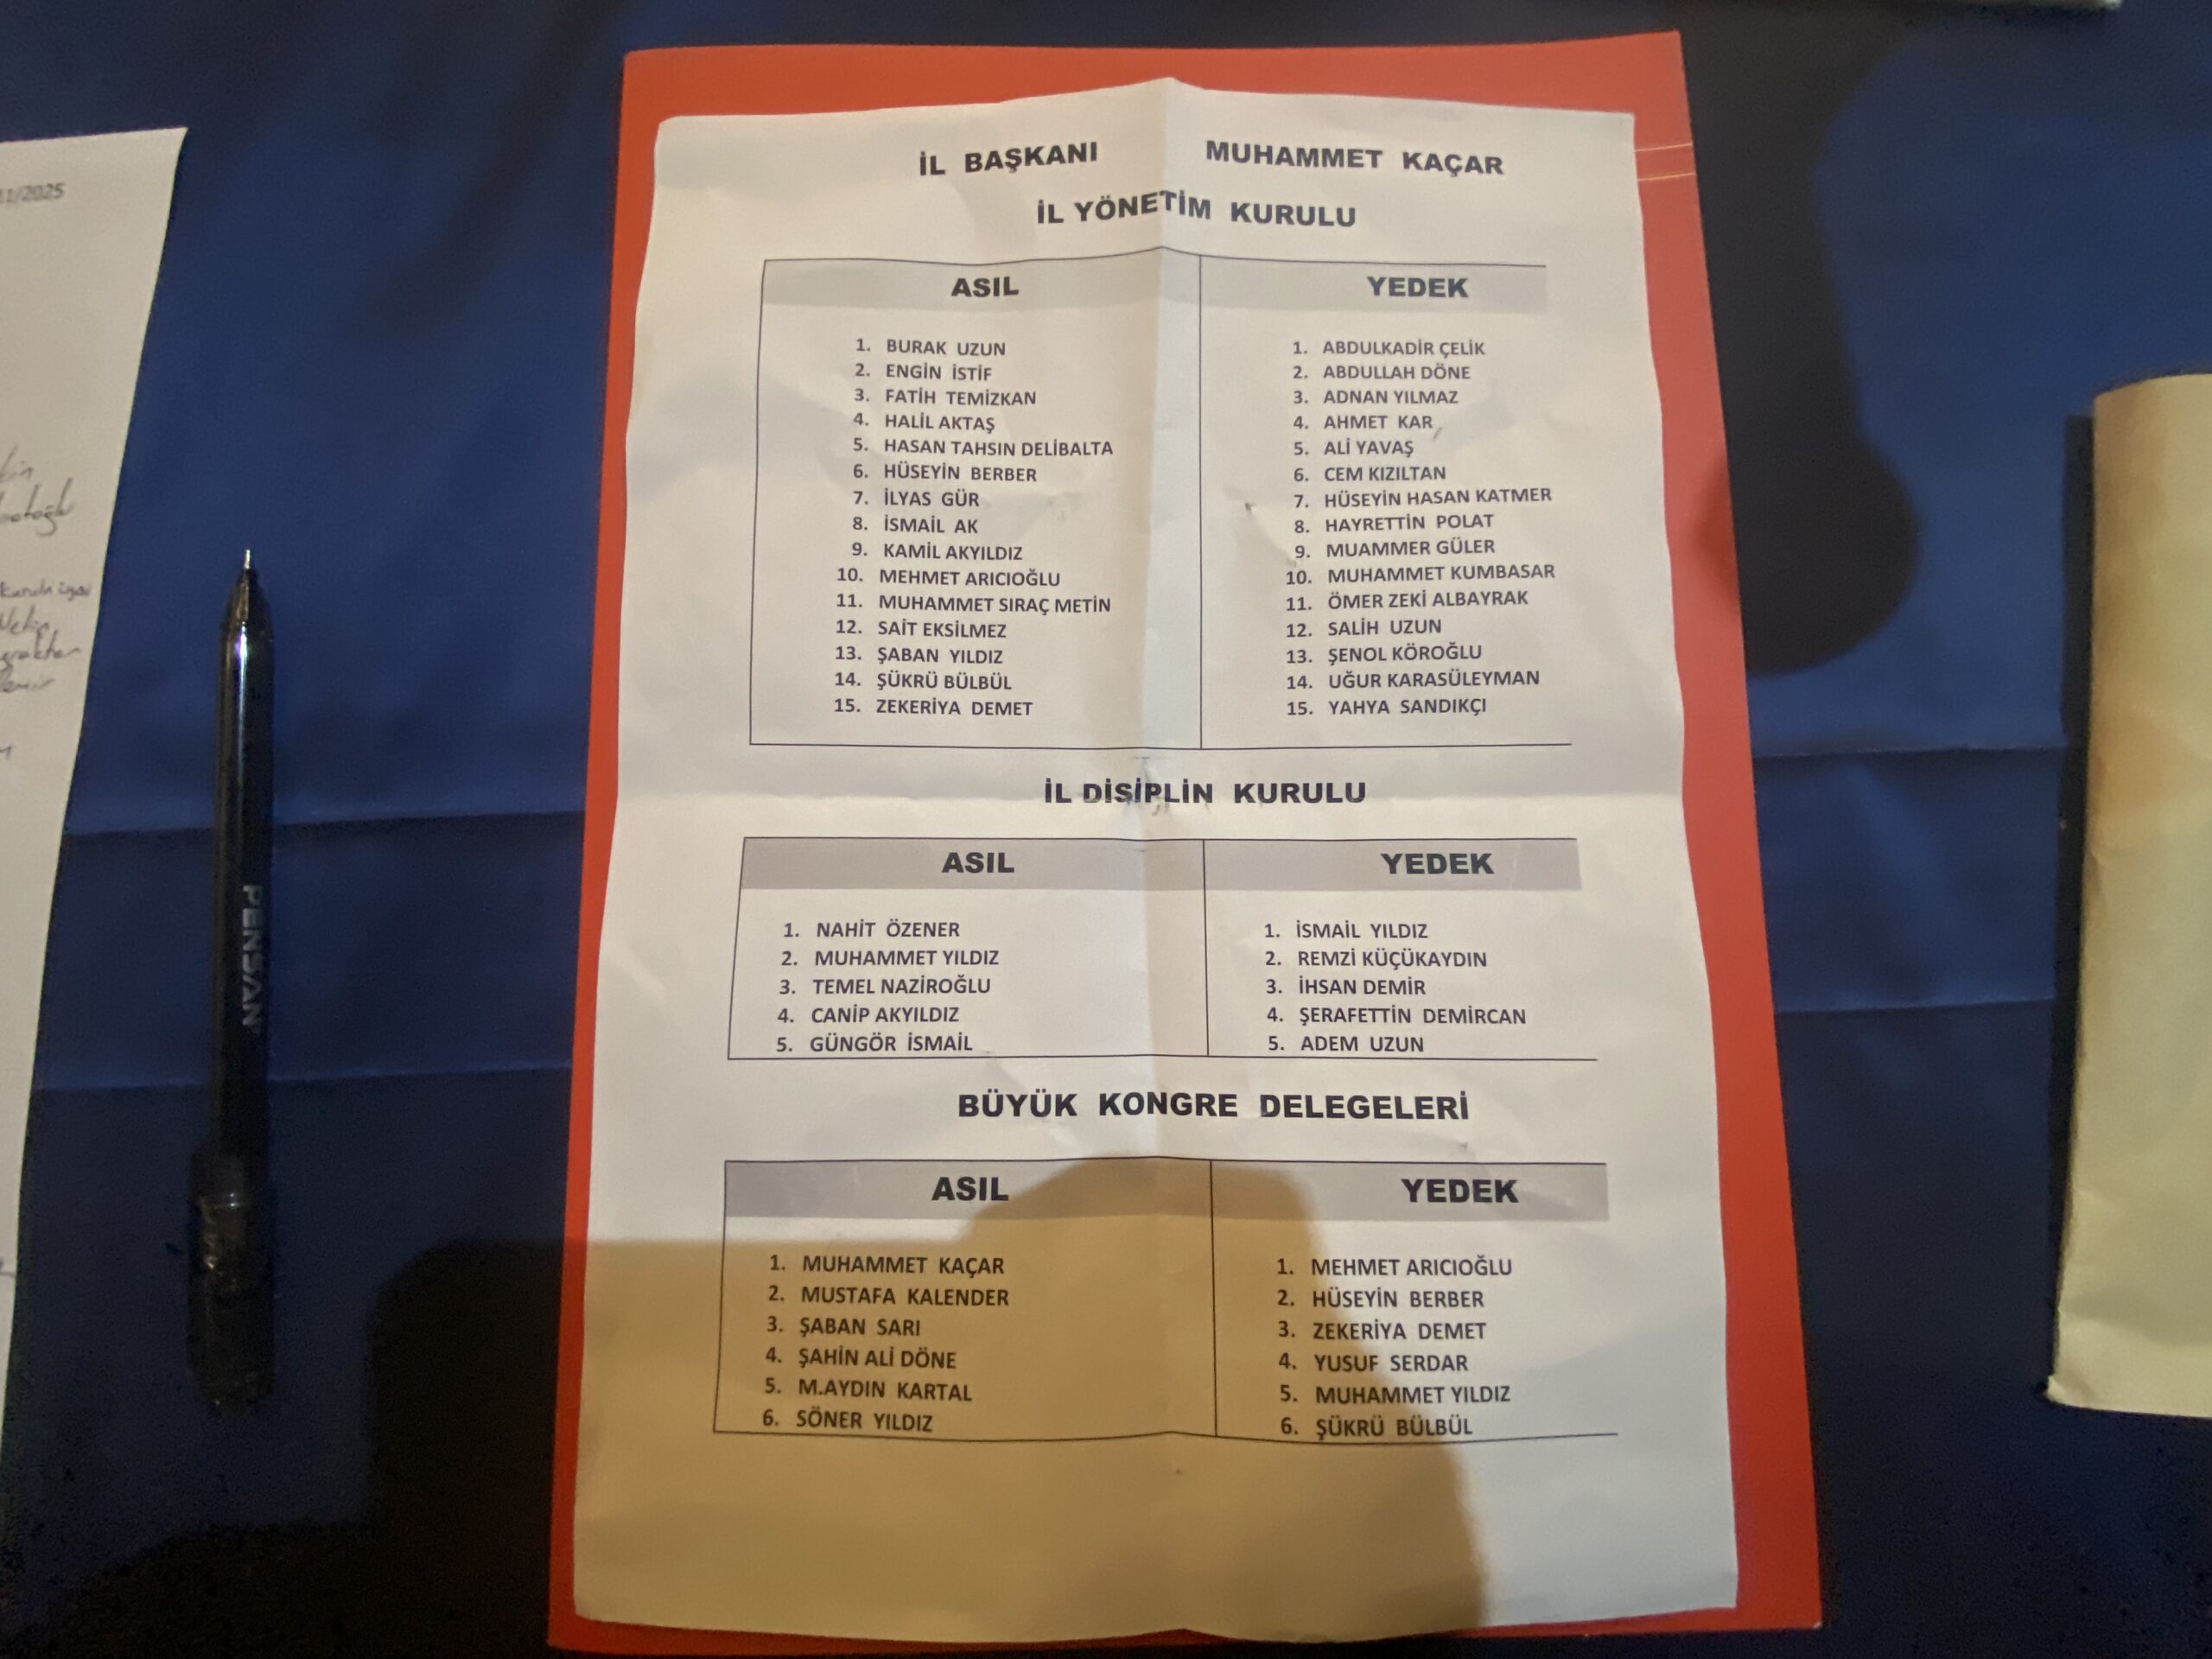 11/2025
İL BAŞKANI MUHAMMET KAÇAR
İL YÖNETİM KURULU
ASIL
1. BURAK UZUN
2. ENGİN İSTİF
3. FATİH TEMİZKAN
4. HALİL AKTAŞ
5. HASAN TAHSIN DELİBALTA
6. HÜSEYİN BERBER
7. İLYAS GÜR
8. İSMAİL AK
9. KAMİL AKYILDIZ
10. MEHMET ARICIOĞLU
11. MUHAMMET SIRAÇ METİN
12. SAİT EKSİLMEZ
13. ŞABAN YILDIZ
14. ŞÜKRÜ BÜLBÜL
15. ZEKERİYA DEMET
YEDEK
1. ABDULKADİR ÇELİK
2. ABDULLAH DÖNE
3. ADNAN YILMAZ
4. AHMET KAR
5. ALİ YAVAŞ
6. CEM KIZILTAN
7. HÜSEYİN HASAN KATMER
8. HAYRETTİN POLAT
9. MUAMMER GÜLER
10. MUHAMMET KUMBASAR
11. ÖMER ZEKİ ALBAYRAK
12. SALİH UZUN
13. ŞENOL KÖROĞLU
14. UĞUR KARASÜLEYMAN
15. YAHYA SANDIKÇI
İL DİSİPLİN KURULU
ASIL
1. NAHİT ÖZENER
2. MUHAMMET YILDIZ
3. TEMEL NAZİROĞLU
4. CANİP AKYILDIZ
5. GÜNGÖR İSMAİL
YEDEK
1. İSMAİL YILDIZ
2. REMZİ KÜÇÜKAYDIN
3. İHSAN DEMİR
4. ŞERAFETTİN DEMİRCAN
5. ADEM UZUN
BÜYÜK KONGRE DELEGELERİ
ASIL
1. MUHAMMET KAÇAR
2. MUSTAFA KALENDER
3. ŞABAN SARI
4. ŞAHİN ALİ DÖNE
5. M.AYDIN KARTAL
6. SÖNER YILDIZ
YEDEK
1. MEHMET ARICIOĞLU
2. HÜSEYİN BERBER
3. ZEKERİYA DEMET
4. YUSUF SERDAR
5. MUHAMMET YILDIZ
6. ŞÜKRÜ BÜLBÜL
PENSAN